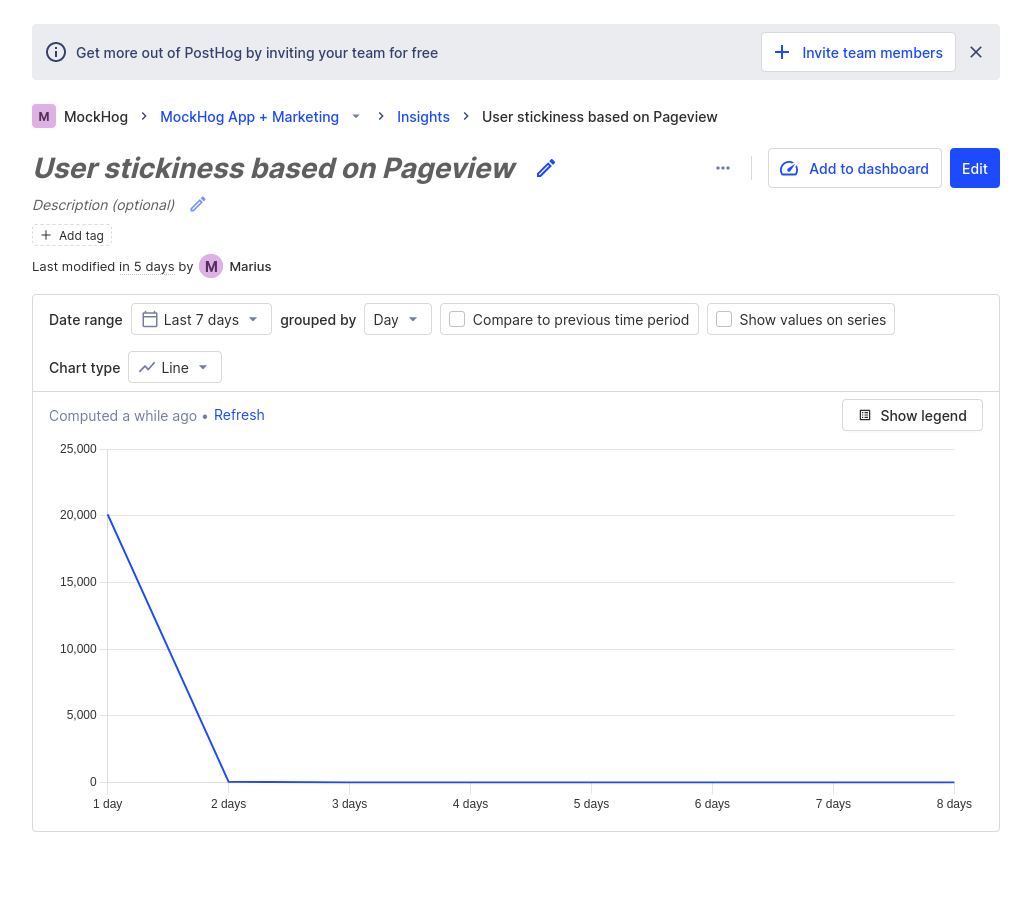 Get more out of PostHog by inviting your team for free
Invite team members
M MockHog > MockHog App + Marketing > Insights > User stickiness based on Pageview
User stickiness based on Pageview
Add to dashboard
Edit
Description (optional)
+ Add tag
Last modified in 5 days by M Marius
Date range Last 7 days grouped by Day Compare to previous time period Show values on series
Chart type Line
Computed a while ago • Refresh
Show legend
25,000
20,000
15,000
10,000
5,000
0
1 day 2 days 3 days 4 days 5 days 6 days 7 days 8 days